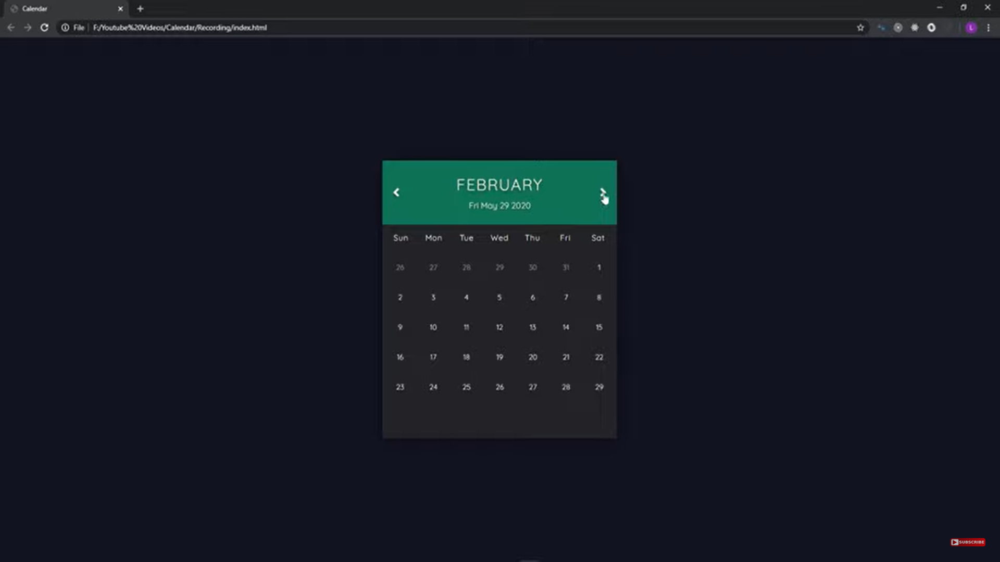 Calendar
File F:/Youtube%20Videos/Calendar/Recording/index.html
L
FEBRUARY
Fri May 29 2020
Sun Mon Tue Wed Thu Fri Sat
26 27 28 29 30 31 1
2 3 4 5 6 7 8
9 10 11 12 13 14 15
16 17 18 19 20 21 22
23 24 25 26 27 28 29
SUBSCRIBE